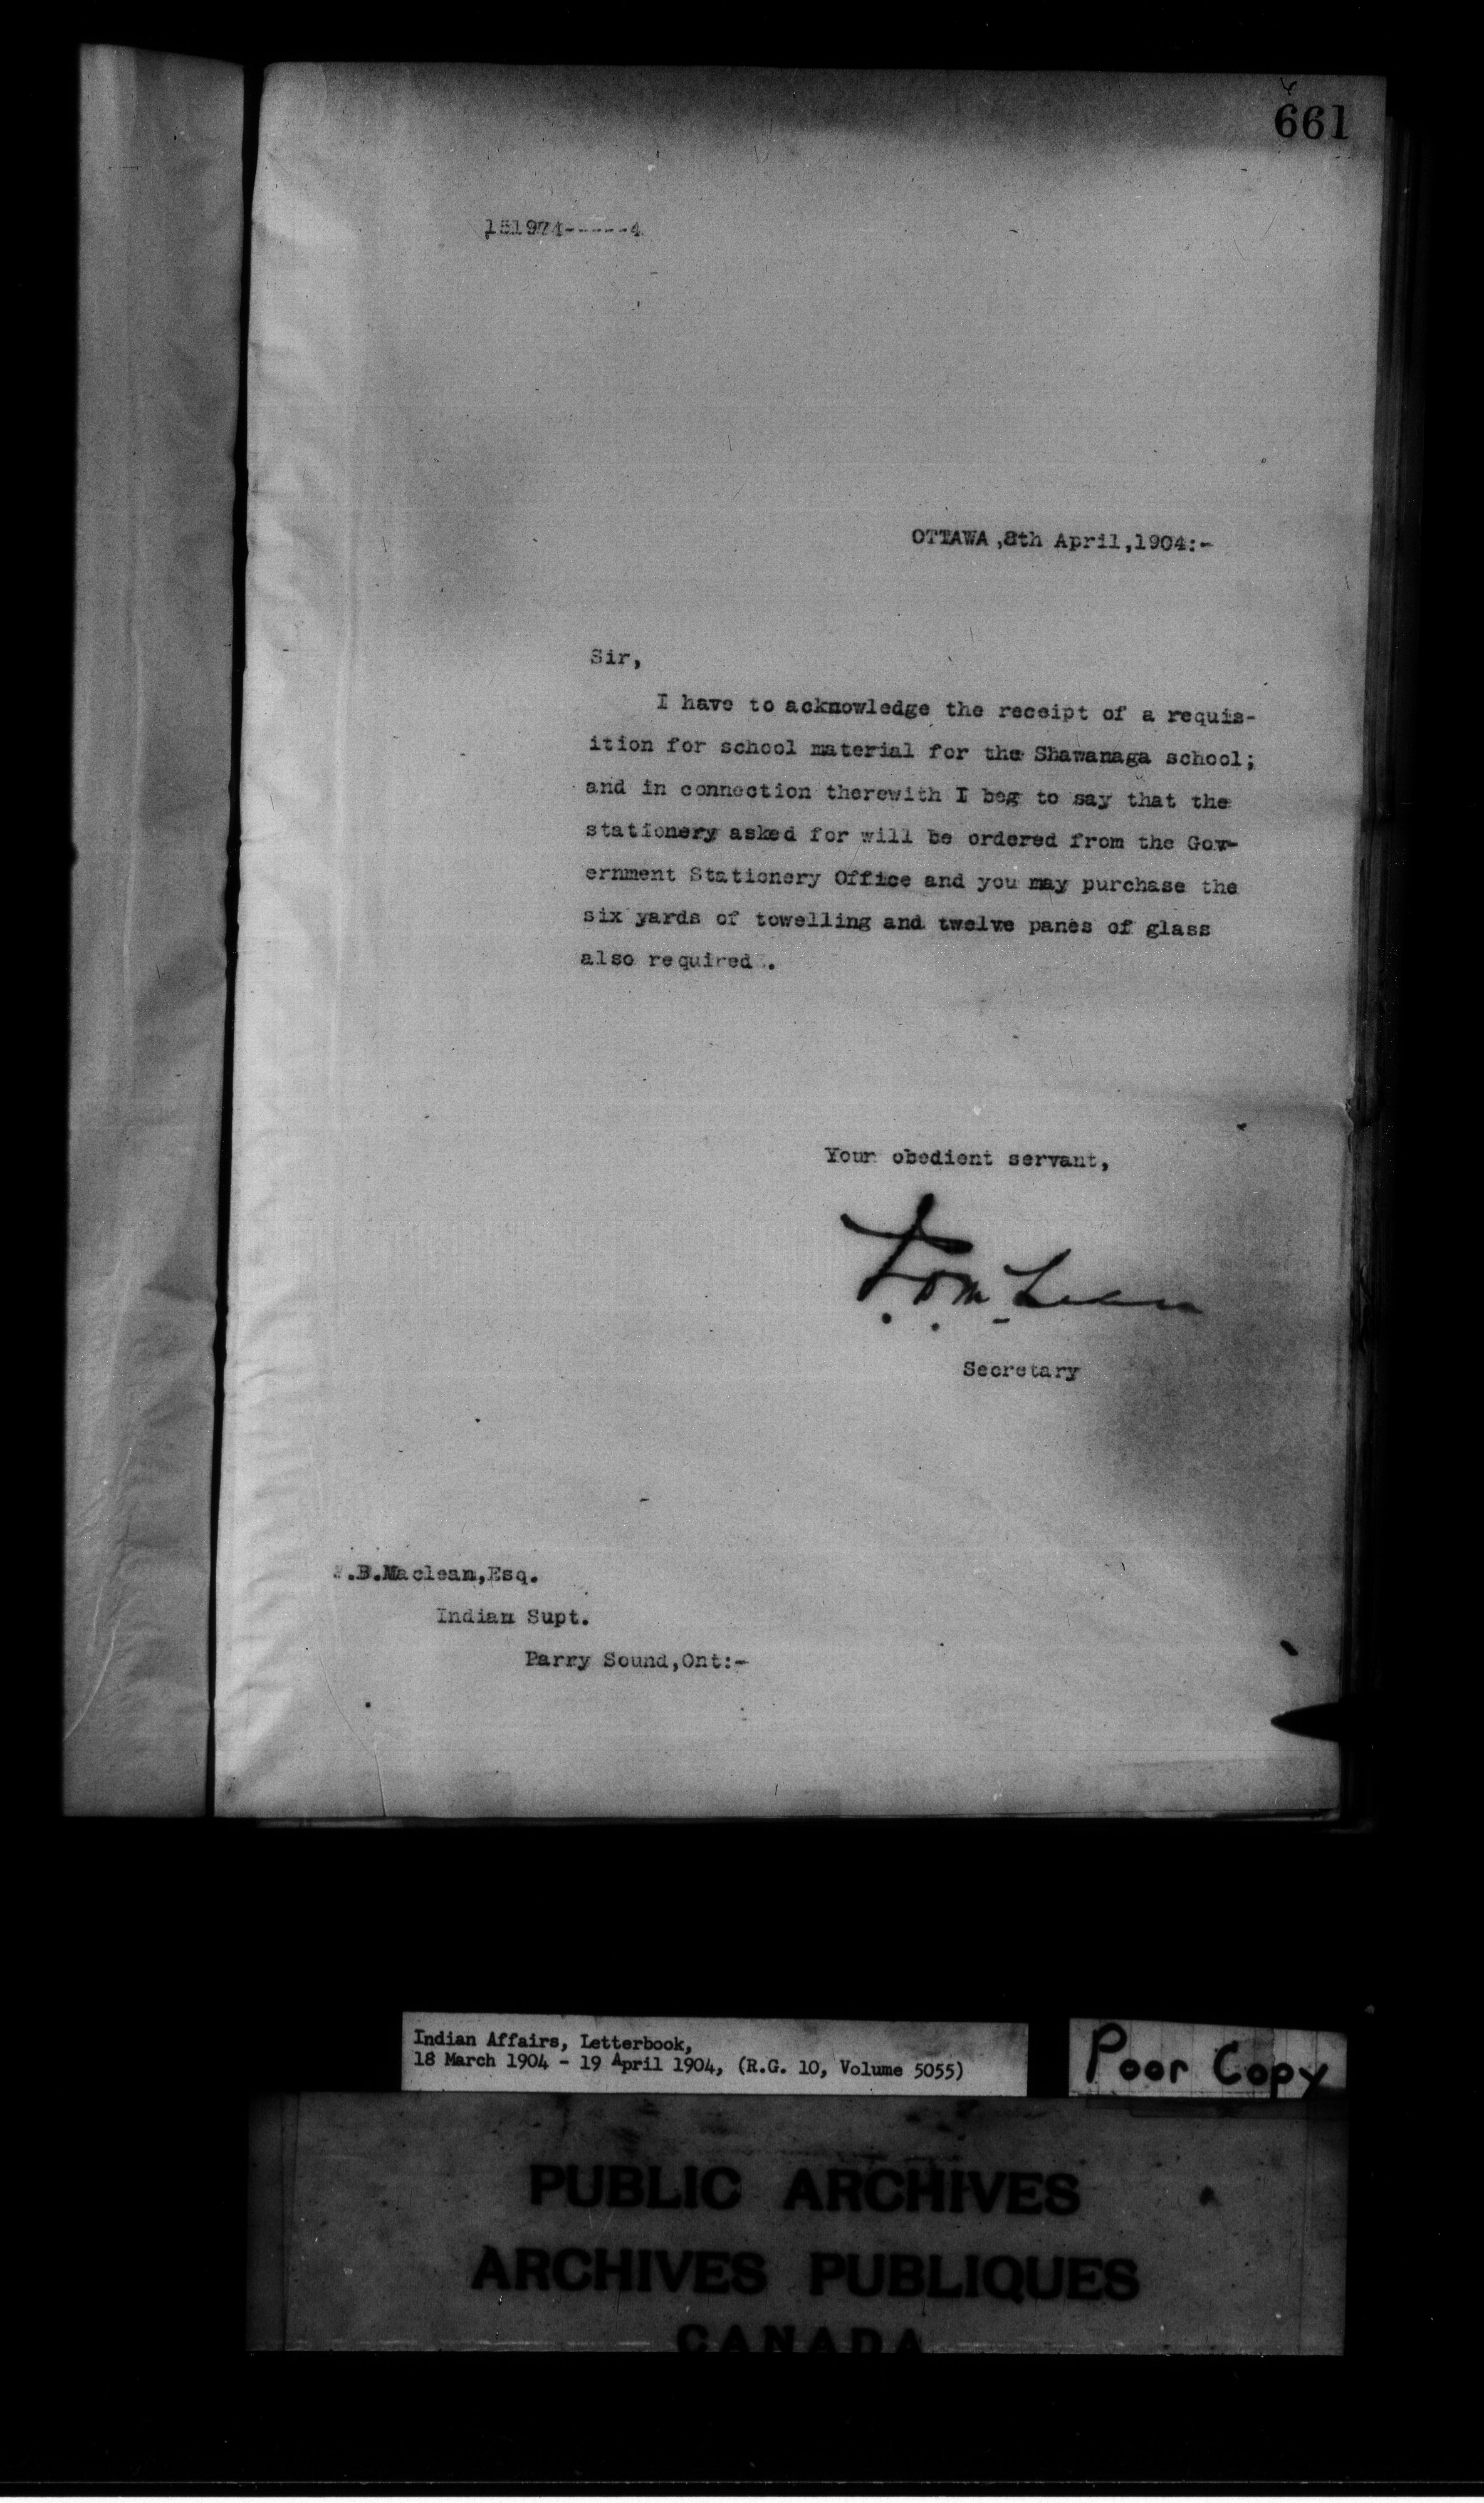 661
151974-----4
OTTAWA ,8th April,1904:-
Sir,
I have to acknowledge the receipt of a requis-
ition for school material for the Shawanaga school;
and in connection therewith I beg to say that the
stationery asked for will be ordered from the Gov-
ernment Stationery Office and you may purchase the
six yards of towelling and twelve panes of glass
also required .
Your obedient servant,
Secretary
.B.Maclean,Esq.
Indian Supt.
Parry Sound,Ont:-
Indian Affairs, Letterbook,
18 March 1904 - 19 April 1904, (R.G. 10, Volume 5055)
Poor Copy
PUBLIC ARCHIVES
ARCHIVES PUBLIQUES
CANADA